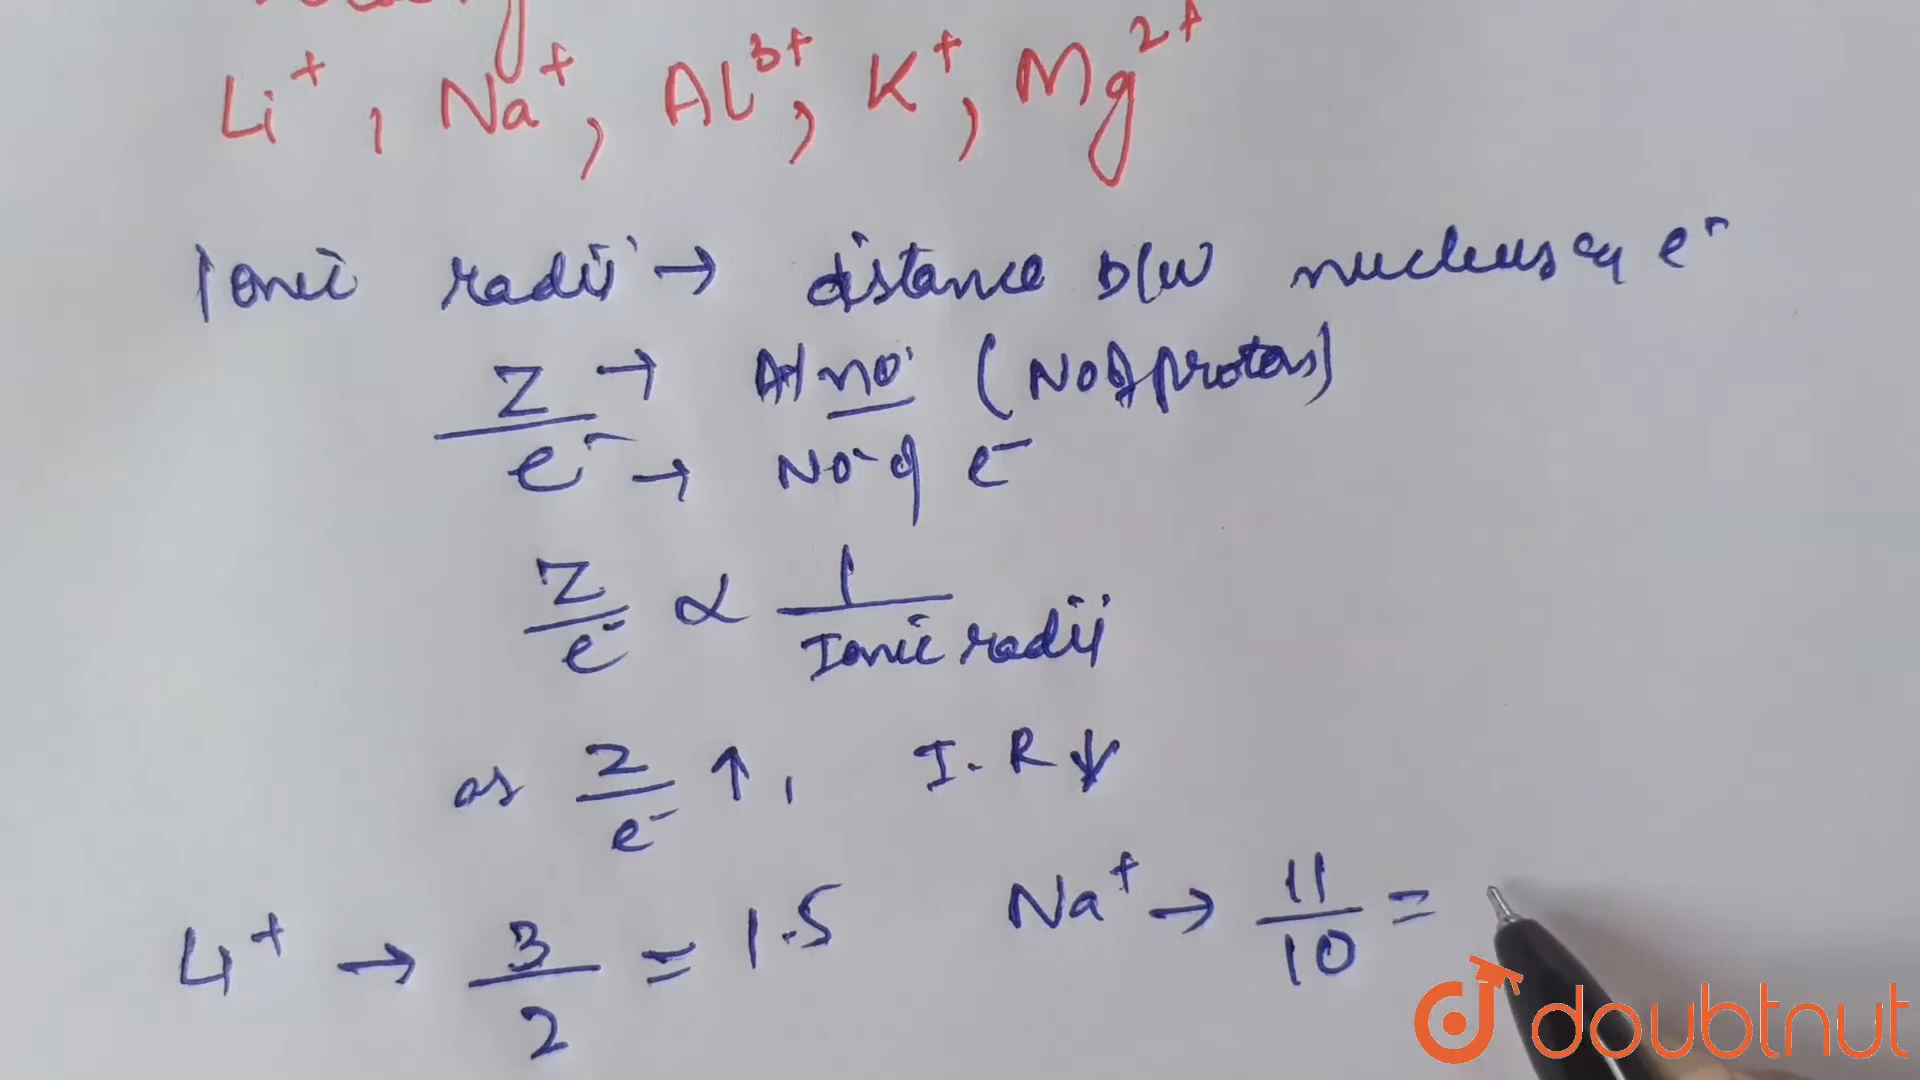 Li⁺, Na⁺, Al³⁺, K⁺, Mg²⁺
Ionic radii → distance b/w nucleus & e⁻
Z → At no. (No of protons)
e⁻ → No. of e⁻
Z/e⁻ ∝ 1/Ionic radii
as Z/e⁻ ↑, I.R ↓
Li⁺ → 3/2 = 1.5 Na⁺ → 11/10 =
doubtnut